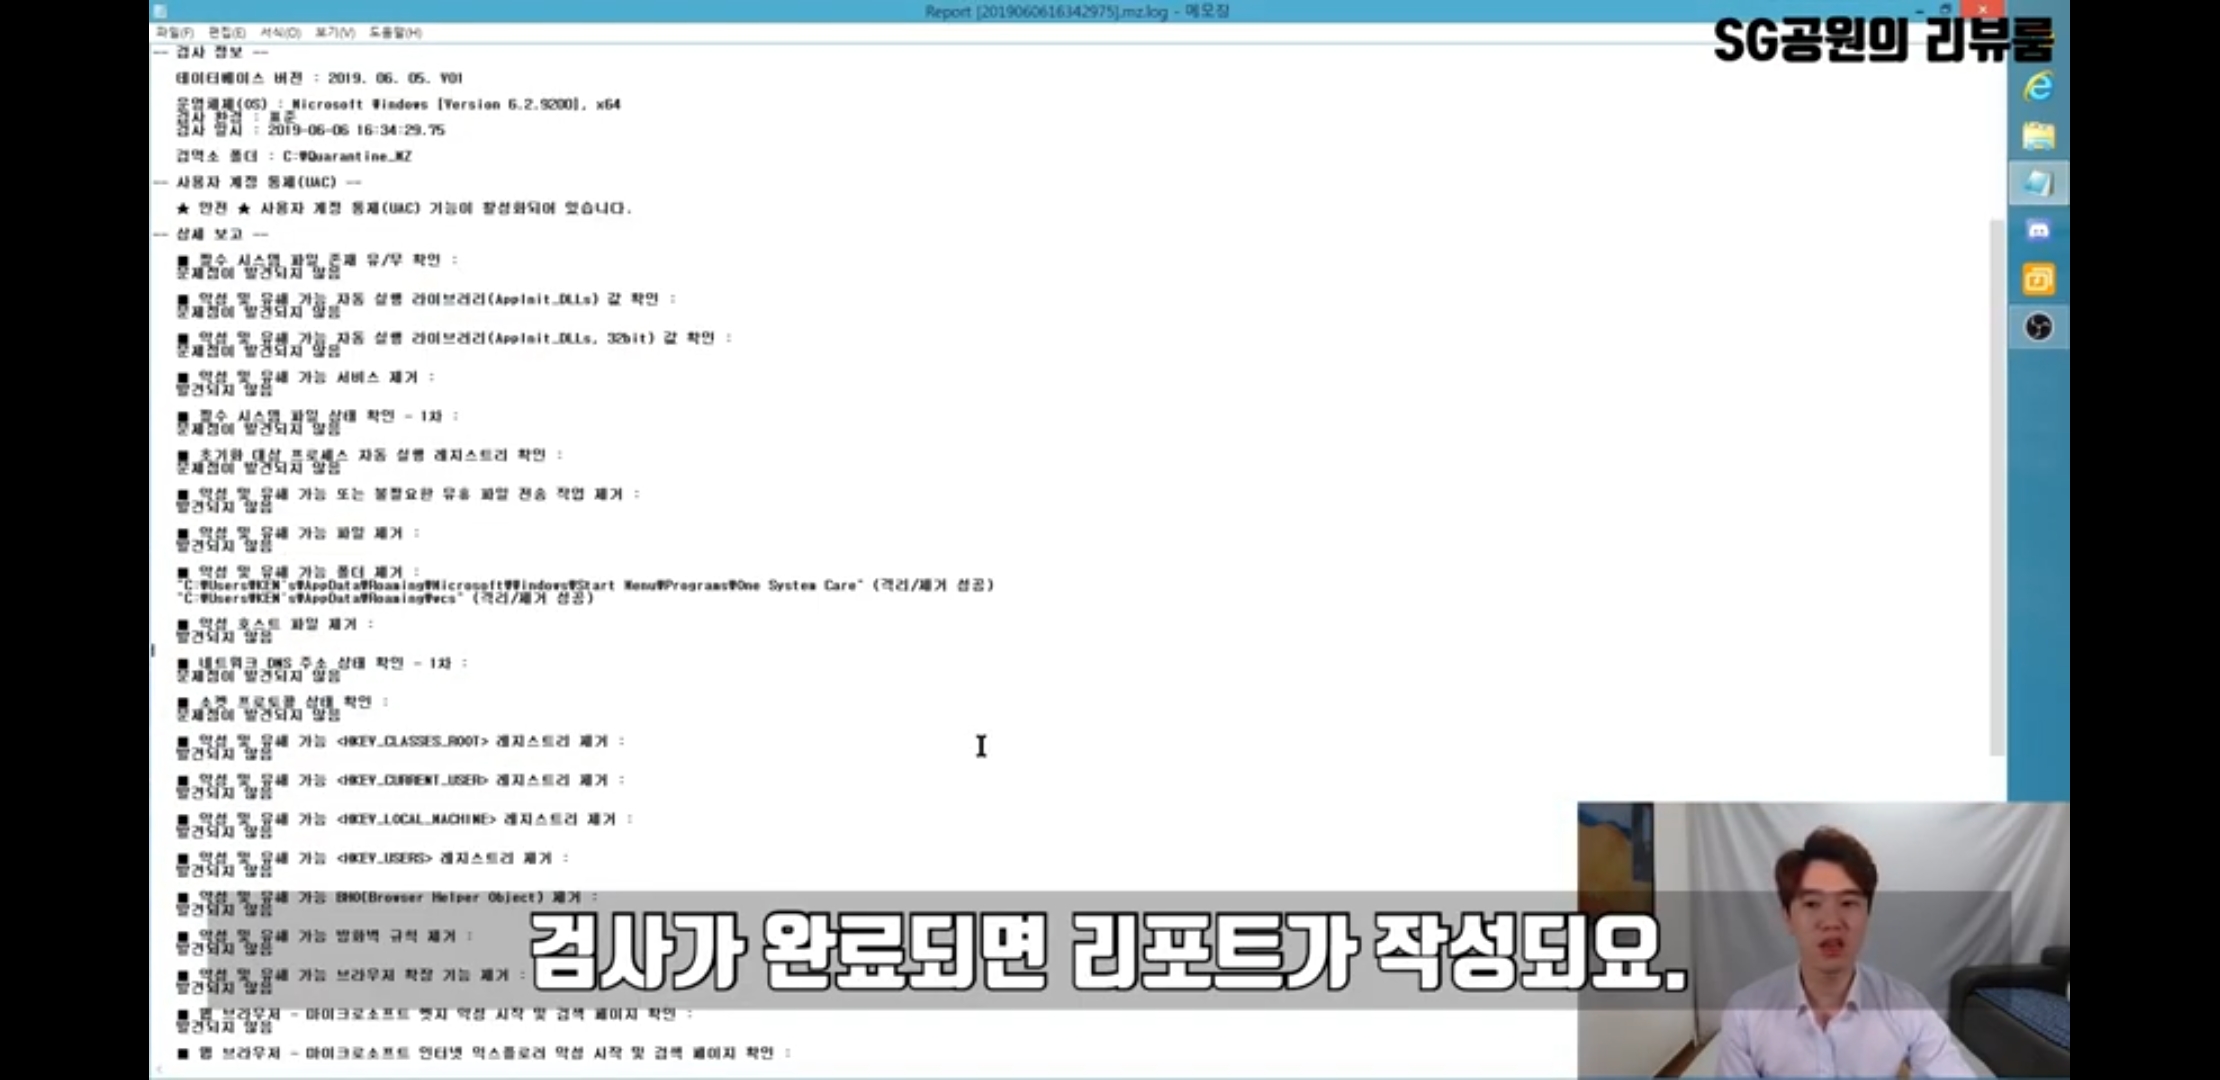 Report [2019060616342975].mz.log - 메모장
파일(F) 편집(E) 서식(O) 보기(V) 도움말(H)
SG공원의 리뷰룸
-- 검사 정보 --
데이터베이스 버전 : 2019. 06. 05. V01
운영체제(OS) : Microsoft Windows [Version 6.2.9200], x64
검사 환경 : 표준
검사 일시 : 2019-06-06 16:34:29.75
검역소 폴더 : C:\Quarantine_MZ
-- 사용자 계정 통제(UAC) --
★ 안전 ★ 사용자 계정 통제(UAC) 기능이 활성화되어 있습니다.
-- 상세 보고 --
■ 필수 시스템 파일 존재 유/무 확인 :
문제점이 발견되지 않음
■ 악성 및 유해 가능 자동 실행 라이브러리(AppInit_DLLs) 값 확인 :
문제점이 발견되지 않음
■ 악성 및 유해 가능 자동 실행 라이브러리(AppInit_DLLs, 32bit) 값 확인 :
문제점이 발견되지 않음
■ 악성 및 유해 가능 서비스 제거 :
발견되지 않음
■ 필수 시스템 파일 상태 확인 - 1차 :
문제점이 발견되지 않음
■ 초기화 대상 프로세스 자동 실행 레지스트리 확인 :
문제점이 발견되지 않음
■ 악성 및 유해 가능 또는 불필요한 유휴 파일 전송 작업 제거 :
발견되지 않음
■ 악성 및 유해 가능 파일 제거 :
발견되지 않음
■ 악성 및 유해 가능 폴더 제거 :
"C:\Users\KEN's\AppData\Roaming\Microsoft\Windows\Start Menu\Programs\One System Care" (격리/제거 성공)
"C:\Users\KEN's\AppData\Roaming\wcs" (격리/제거 성공)
■ 악성 호스트 파일 제거 :
발견되지 않음
■ 네트워크 DNS 주소 상태 확인 - 1차 :
문제점이 발견되지 않음
■ 소켓 프로토콜 상태 확인 :
문제점이 발견되지 않음
■ 악성 및 유해 가능 <HKEY_CLASSES_ROOT> 레지스트리 제거 :
발견되지 않음
■ 악성 및 유해 가능 <HKEY_CURRENT_USER> 레지스트리 제거 :
발견되지 않음
■ 악성 및 유해 가능 <HKEY_LOCAL_MACHINE> 레지스트리 제거 :
발견되지 않음
■ 악성 및 유해 가능 <HKEY_USERS> 레지스트리 제거 :
발견되지 않음
■ 악성 및 유해 가능 BHO(Browser Helper Object) 제거 :
발견되지 않음
■ 악성 및 유해 가능 방화벽 규칙 제거 :
발견되지 않음
■ 악성 및 유해 가능 브라우저 확장 기능 제거 :
발견되지 않음
■ 웹 브라우저 - 마이크로소프트 엣지 악성 시작 및 검색 페이지 확인 :
발견되지 않음
■ 웹 브라우저 - 마이크로소프트 인터넷 익스플로러 악성 시작 및 검색 페이지 확인 :
검사가 완료되면 리포트가 작성되요.